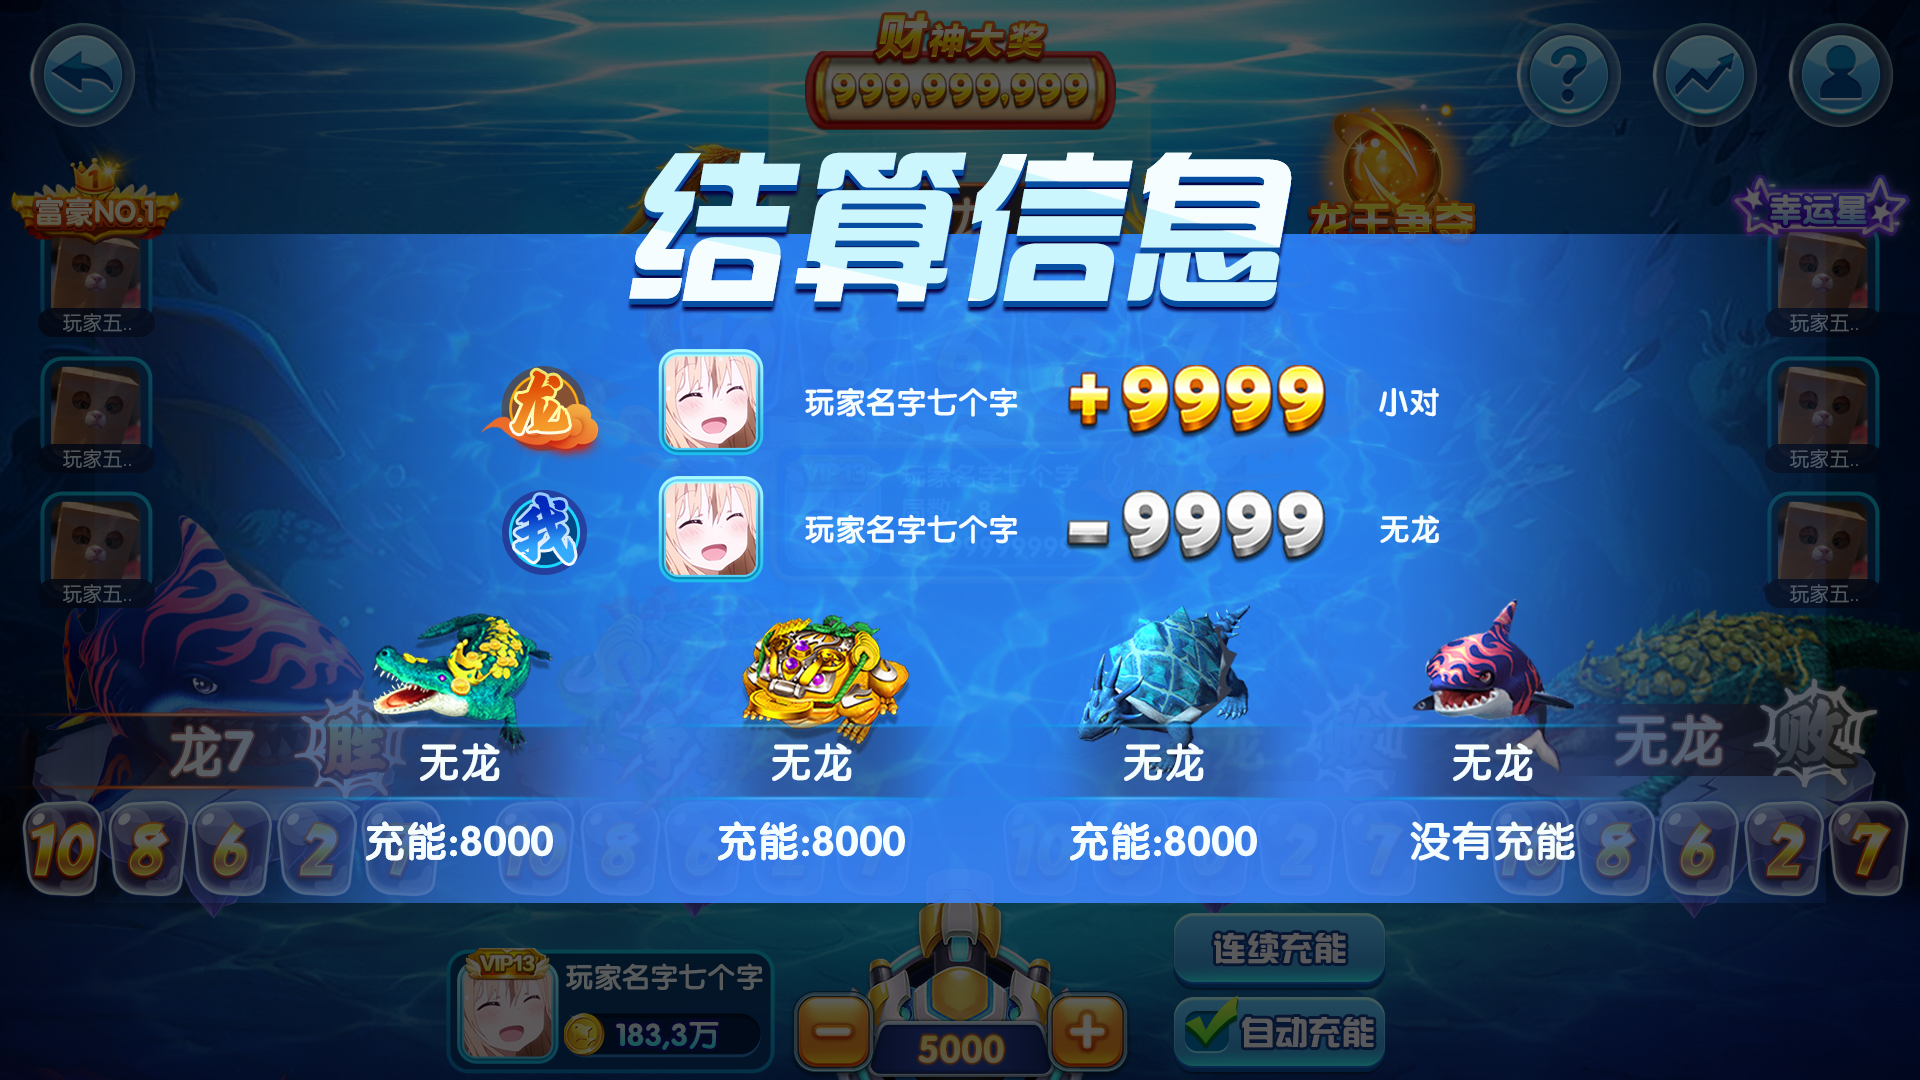 财神大奖
999,999,999
1
富豪NO.1
龙王争夺
幸运星
结算信息
玩家五..
玩家五..
龙
玩家名字七个字
+9999
小对
玩家五..
玩家五..
我
玩家名字七个字
-9999
无龙
玩家五..
玩家五..
龙7
胜
无龙
无龙
无龙
无龙
无龙
败
10 8 6 2 7
充能:8000
充能:8000
充能:8000
没有充能
10 8 6 2 7
连续充能
VIP13
玩家名字七个字
183,3万
5000
自动充能